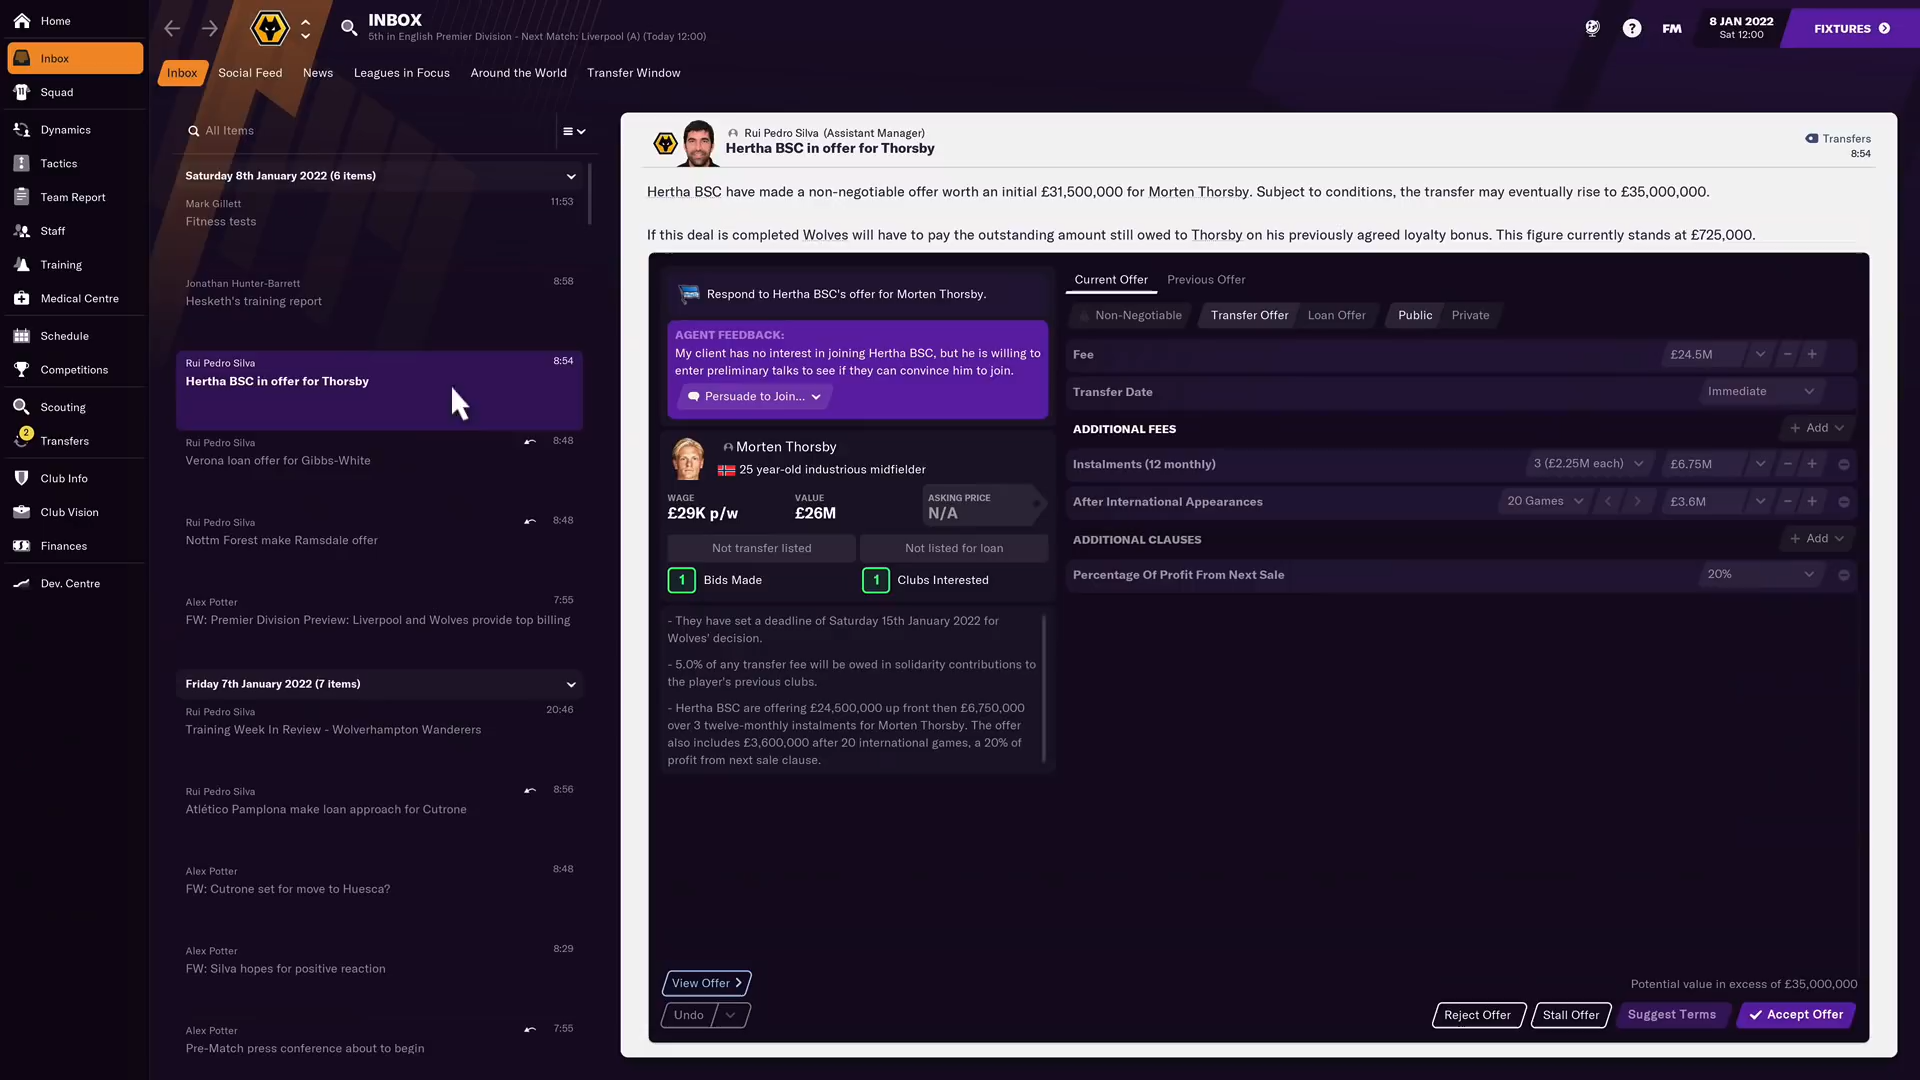 Home
Inbox
Squad
Dynamics
Tactics
Team Report
Staff
Training
Medical Centre
Schedule
Competitions
Scouting
2
Transfers
Club Info
Club Vision
Finances
Dev. Centre
INBOX
5th in English Premier Division - Next Match: Liverpool (A) (Today 12:00)
FM
8 JAN 2022
Sat 12:00
FIXTURES
Inbox
Social Feed
News
Leagues in Focus
Around the World
Transfer Window
All Items
Saturday 8th January 2022 (6 items)
Mark Gillett
11:53
Fitness tests
Jonathan Hunter-Barrett
8:58
Hesketh's training report
Rui Pedro Silva
8:54
Hertha BSC in offer for Thorsby
Rui Pedro Silva
8:48
Verona loan offer for Gibbs-White
Rui Pedro Silva
8:48
Nottm Forest make Ramsdale offer
Alex Potter
7:55
FW: Premier Division Preview: Liverpool and Wolves provide top billing
Friday 7th January 2022 (7 items)
Rui Pedro Silva
20:46
Training Week In Review - Wolverhampton Wanderers
Rui Pedro Silva
8:56
Atlético Pamplona make loan approach for Cutrone
Alex Potter
8:48
FW: Cutrone set for move to Huesca?
Alex Potter
8:29
FW: Silva hopes for positive reaction
Alex Potter
7:55
Pre-Match press conference about to begin
Rui Pedro Silva (Assistant Manager)
Hertha BSC in offer for Thorsby
Transfers
8:54
Hertha BSC have made a non-negotiable offer worth an initial £31,500,000 for Morten Thorsby. Subject to conditions, the transfer may eventually rise to £35,000,000.
If this deal is completed Wolves will have to pay the outstanding amount still owed to Thorsby on his previously agreed loyalty bonus. This figure currently stands at £725,000.
Respond to Hertha BSC's offer for Morten Thorsby.
AGENT FEEDBACK:
My client has no interest in joining Hertha BSC, but he is willing to
enter preliminary talks to see if they can convince him to join.
Persuade to Join...
Morten Thorsby
25 year-old industrious midfielder
WAGE
£29K p/w
VALUE
£26M
ASKING PRICE
N/A
Not transfer listed
Not listed for loan
1 Bids Made
1 Clubs Interested
- They have set a deadline of Saturday 15th January 2022 for
Wolves' decision.
- 5.0% of any transfer fee will be owed in solidarity contributions to
the player's previous clubs.
- Hertha BSC are offering £24,500,000 up front then £6,750,000
over 3 twelve-monthly instalments for Morten Thorsby. The offer
also includes £3,600,000 after 20 international games, a 20% of
profit from next sale clause.
View Offer
Undo
Current Offer
Previous Offer
Non-Negotiable
Transfer Offer
Loan Offer
Public
Private
Fee
£24.5M
Transfer Date
Immediate
ADDITIONAL FEES
Add
Instalments (12 monthly)
3 (£2.25M each)
£6.75M
After International Appearances
20 Games
£3.6M
ADDITIONAL CLAUSES
Add
Percentage Of Profit From Next Sale
20%
Potential value in excess of £35,000,000
Reject Offer
Stall Offer
Suggest Terms
Accept Offer